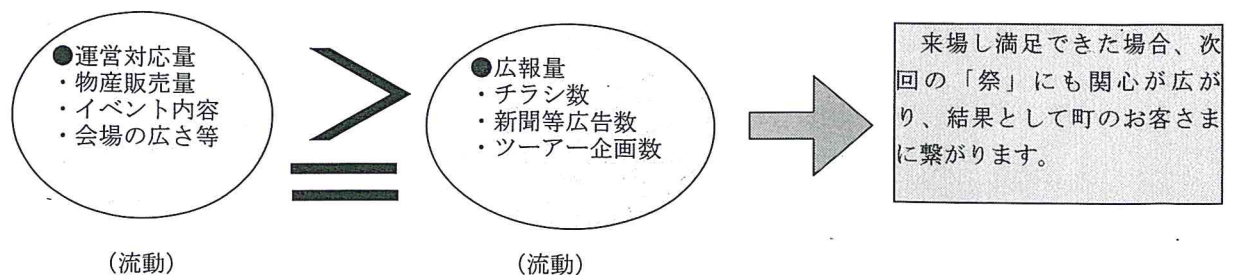 ●運営対応量
・物産販売量
・イベント内容
・会場の広さ等
(流動)
≧
●広報量
・チラシ数
・新聞等広告数
・ツーアー企画数
(流動)
来場し満足できた場合、次
回の「祭」にも関心が広が
り、結果として町のお客さま
に繋がります。